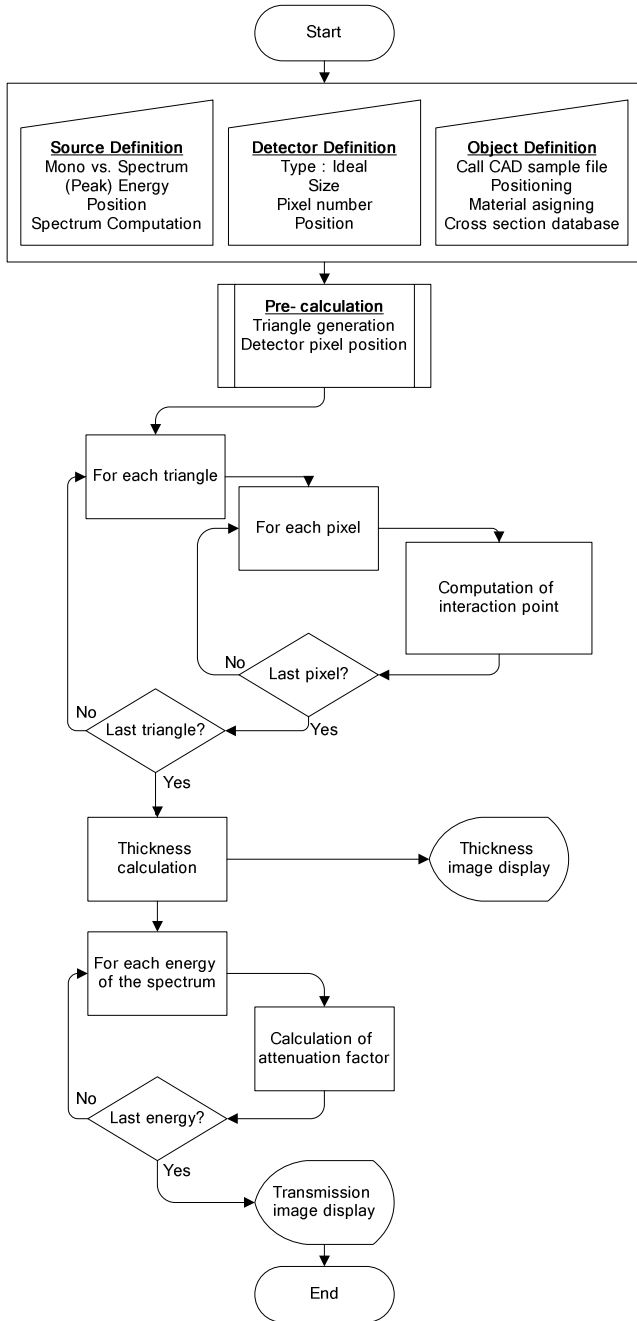 Start
Source Definition
Mono vs. Spectrum
(Peak) Energy
Position
Spectrum Computation
Detector Definition
Type : Ideal
Size
Pixel number
Position
Object Definition
Call CAD sample file
Positioning
Material asigning
Cross section database
Pre- calculation
Triangle generation
Detector pixel position
For each triangle
For each pixel
Computation of
interaction point
No
Last pixel?
Yes
No
Last triangle?
Yes
Thickness
calculation
Thickness
image display
For each energy
of the spectrum
Calculation of
attenuation factor
No
Last energy?
Yes
Transmission
image display
End